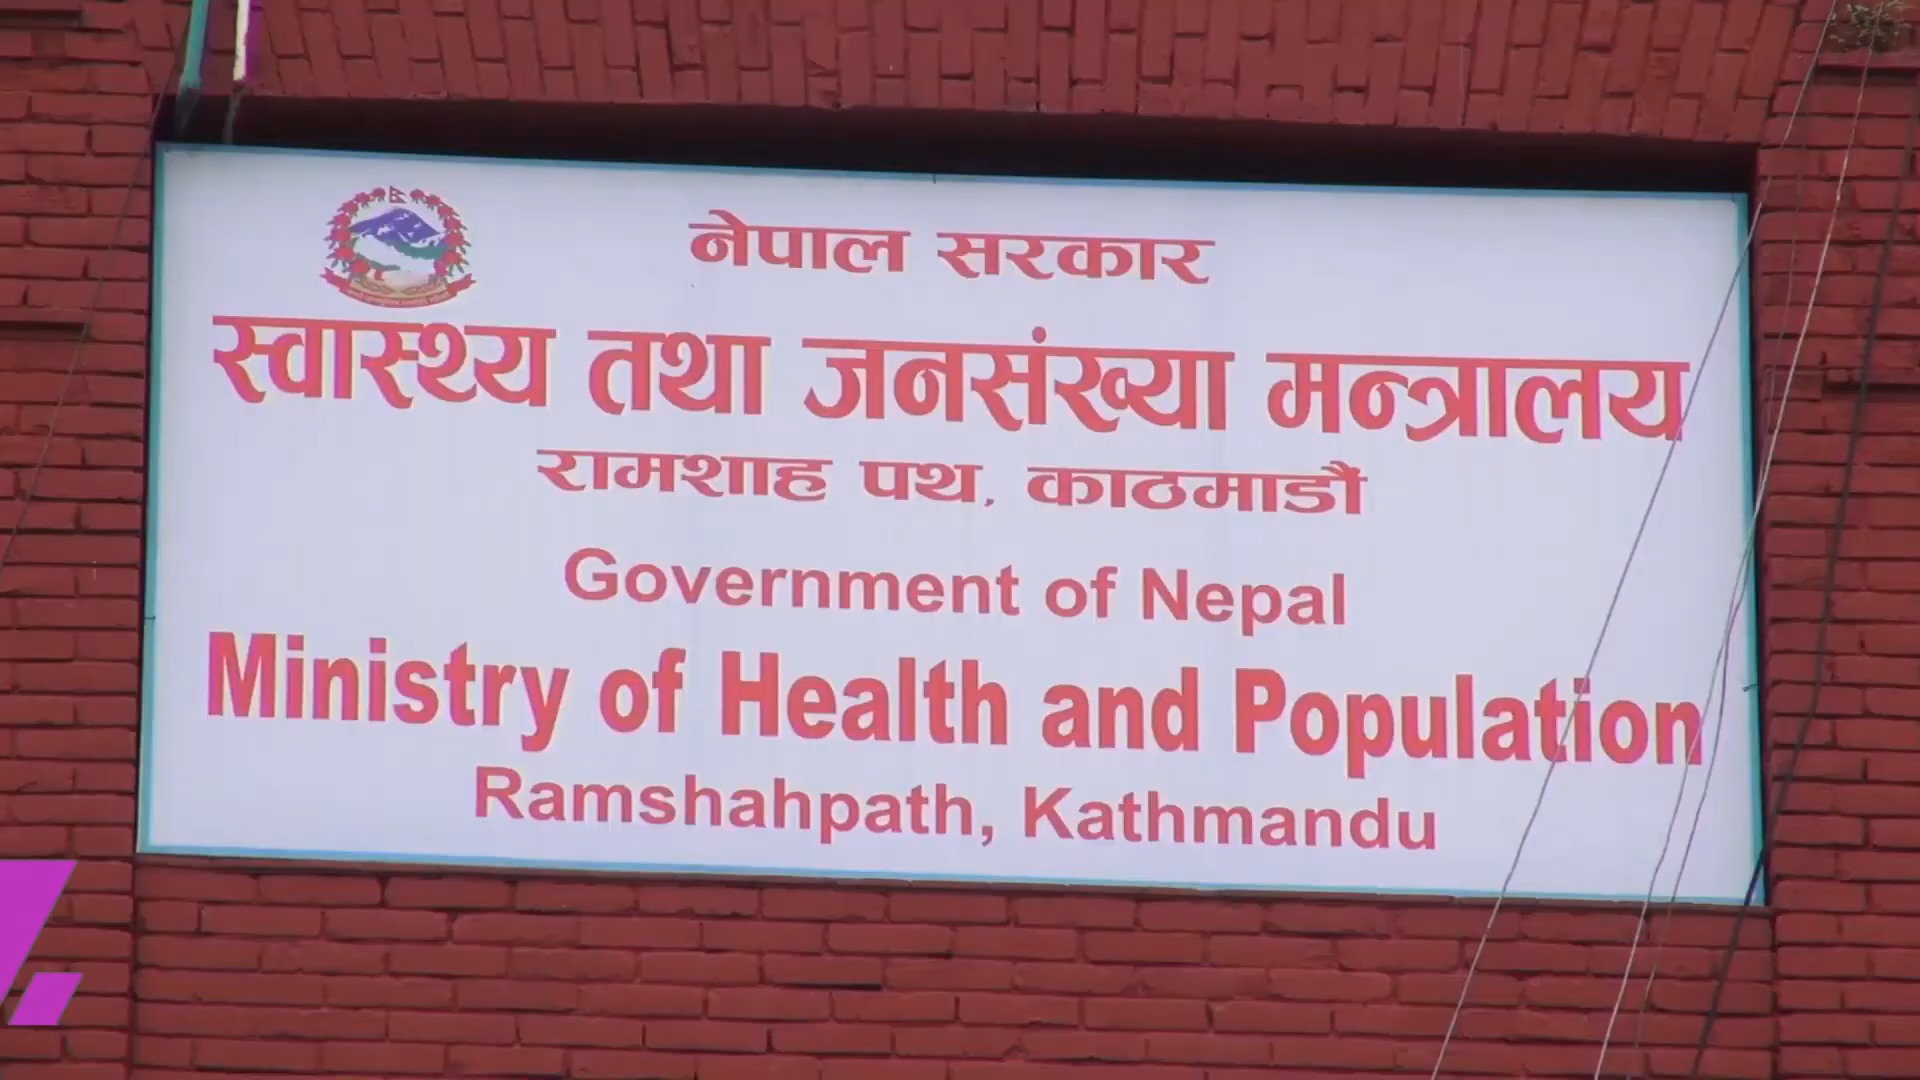 नेपाल सरकार
स्वास्थ्य तथा जनसंख्या मन्त्रालय
रामशाह पथ, काठमाडौं
Government of Nepal
Ministry of Health and Population
Ramshahpath, Kathmandu